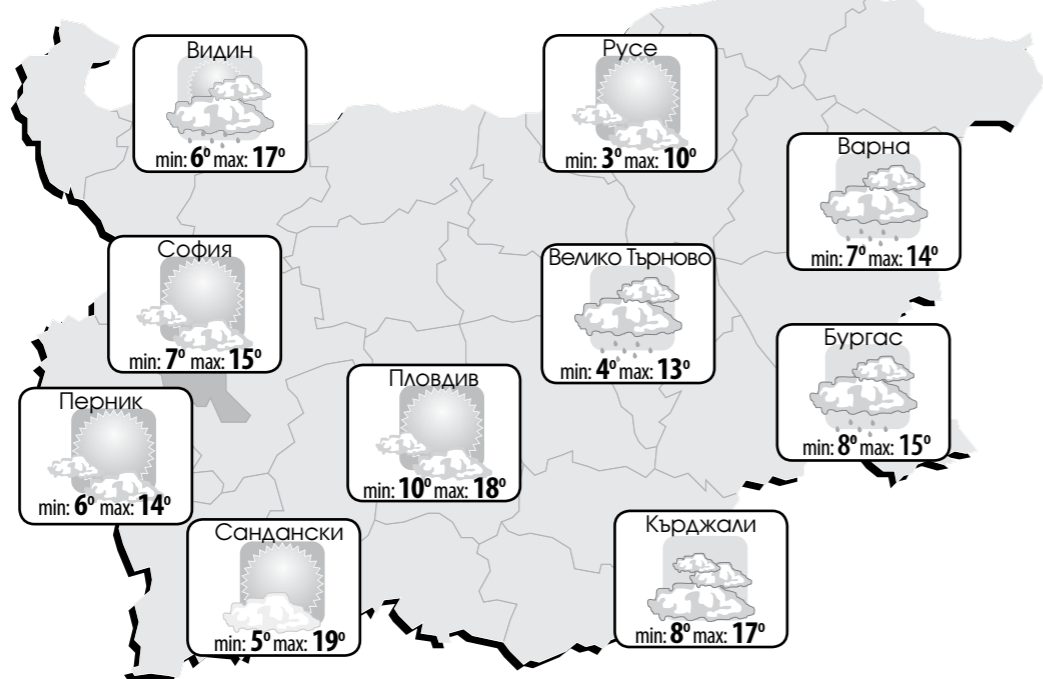 Видин
min: 6° max: 17°
Русе
min: 3° max: 10°
Варна
min: 7° max: 14°
София
min: 7° max: 15°
Велико Търново
min: 4° max: 13°
Бургас
min: 8° max: 15°
Пловдив
min: 10° max: 18°
Перник
min: 6° max: 14°
Сандански
min: 5° max: 19°
Кърджали
min: 8° max: 17°